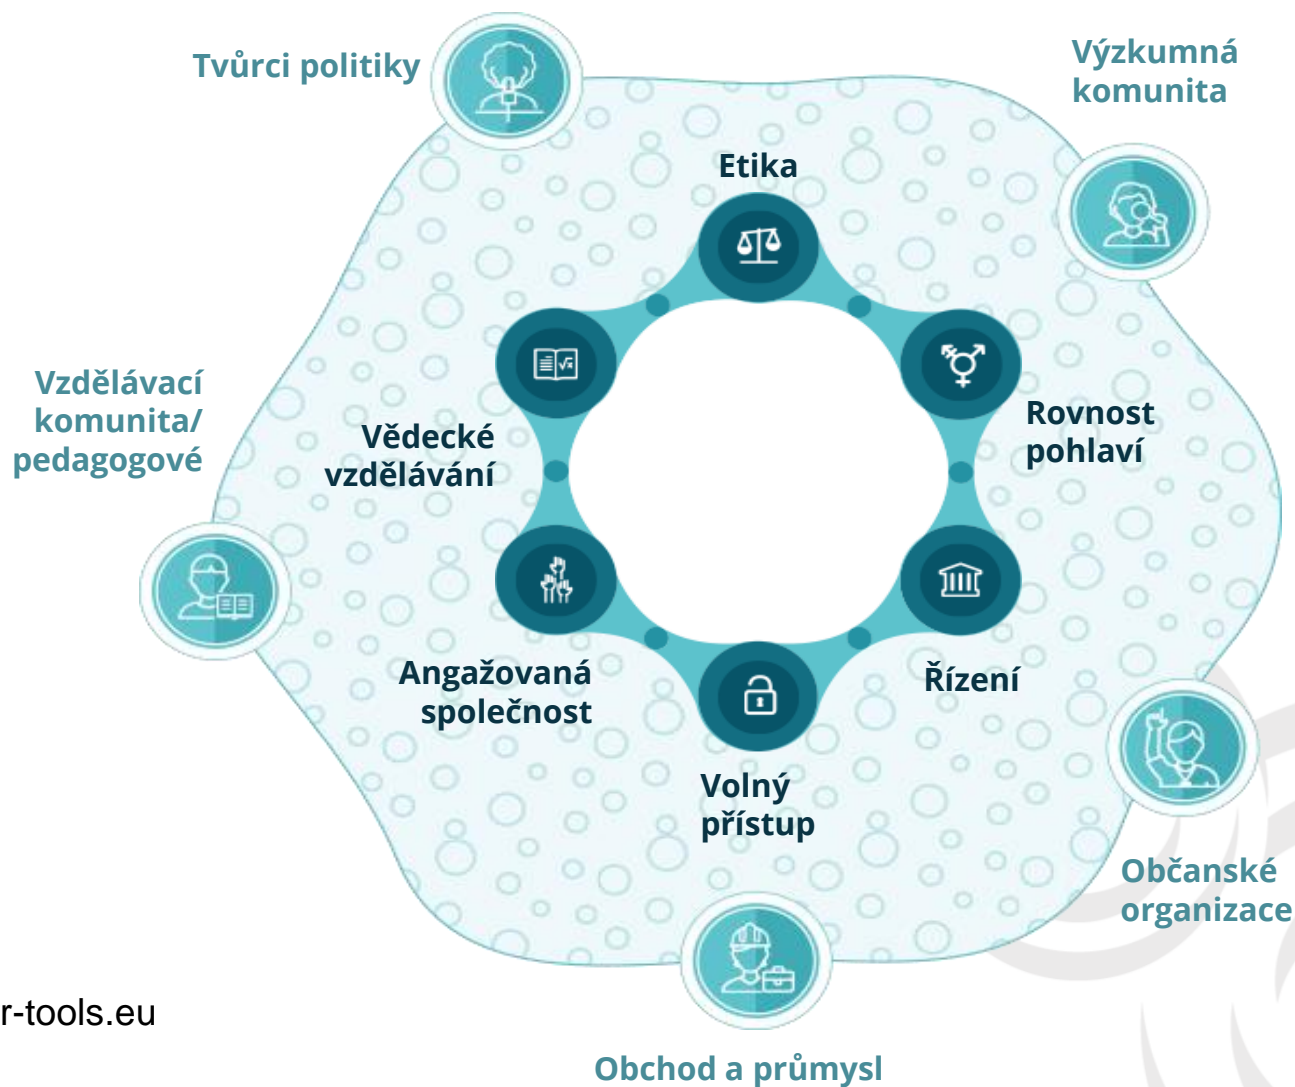 Tvůrci politiky
Výzkumná
komunita
Etika
Vzdělávací
komunita/
pedagogové
Vědecké
vzdělávání
Rovnost
pohlaví
Angažovaná
společnost
Řízení
Volný
přístup
Občanské
organizace
r-tools.eu
Obchod a průmysl